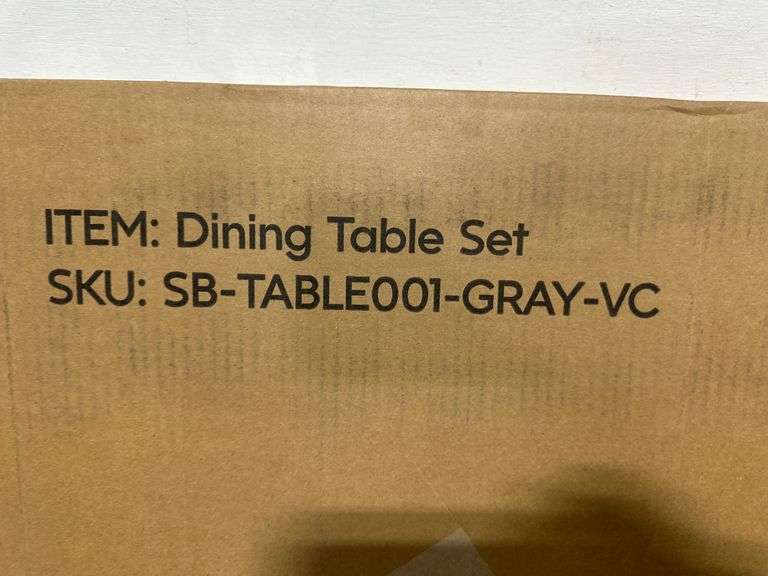 ITEM: Dining Table Set
SKU: SB-TABLE001-GRAY-VC